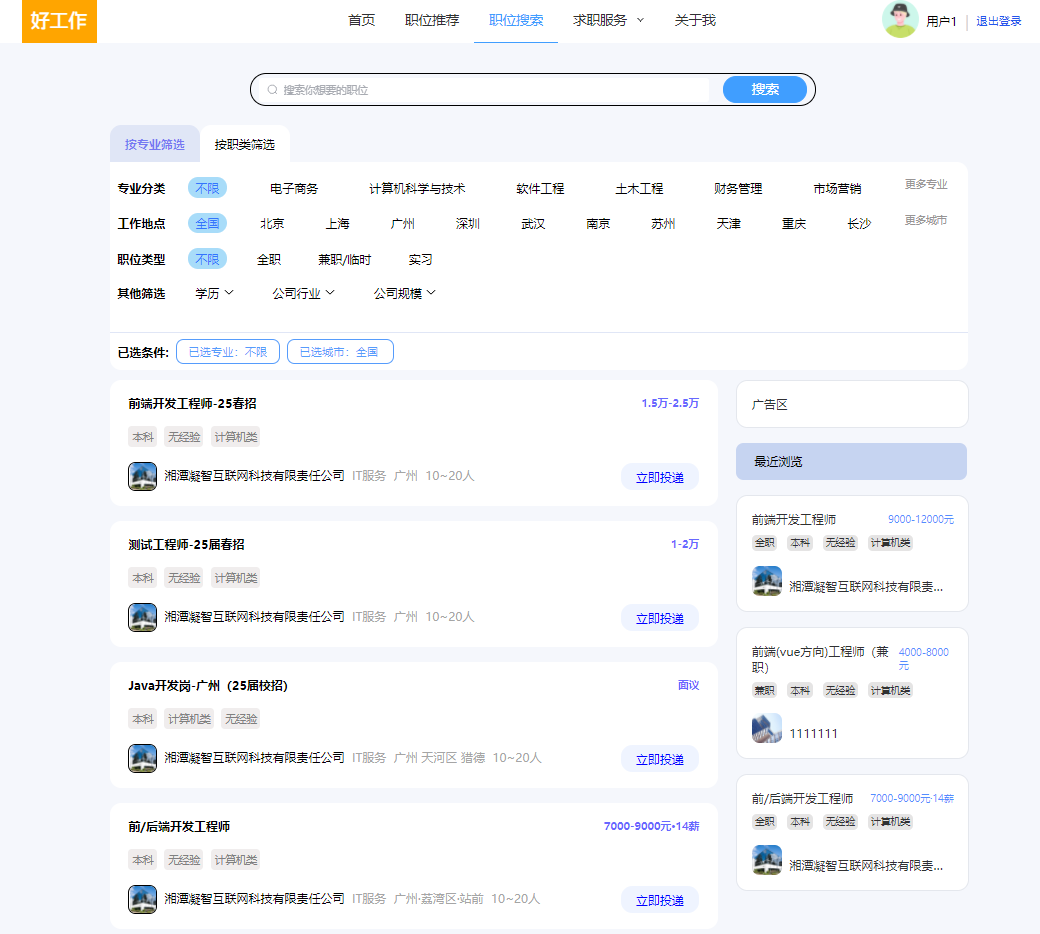 好工作 首页 职位推荐 职位搜索 求职服务 关于我 用户1 | 退出登录
搜索你想要的职位 搜索
按专业筛选 按职类筛选
专业分类 不限 电子商务 计算机科学与技术 软件工程 土木工程 财务管理 市场营销 更多专业
工作地点 全国 北京 上海 广州 深圳 武汉 南京 苏州 天津 重庆 长沙 更多城市
职位类型 不限 全职 兼职/临时 实习
其他筛选 学历 公司行业 公司规模
已选条件: 已选专业：不限 已选城市：全国
前端开发工程师-25春招 1.5万-2.5万
本科 无经验 计算机类
湘潭凝智互联网科技有限责任公司 IT服务 广州 10~20人 立即投递
测试工程师-25届春招 1-2万
本科 无经验 计算机类
湘潭凝智互联网科技有限责任公司 IT服务 广州 10~20人 立即投递
Java开发岗-广州（25届校招） 面议
本科 计算机类 无经验
湘潭凝智互联网科技有限责任公司 IT服务 广州 天河区 猎德 10~20人 立即投递
前/后端开发工程师 7000-9000元•14薪
本科 无经验 计算机类
湘潭凝智互联网科技有限责任公司 IT服务 广州·荔湾区·站前 10~20人 立即投递
广告区
最近浏览
前端开发工程师 9000-12000元
全职 本科 无经验 计算机类
湘潭凝智互联网科技有限责...
前端(vue方向)工程师（兼 4000-8000
职） 元
兼职 本科 无经验 计算机类
1111111
前/后端开发工程师 7000-9000元·14薪
全职 本科 无经验 计算机类
湘潭凝智互联网科技有限责...